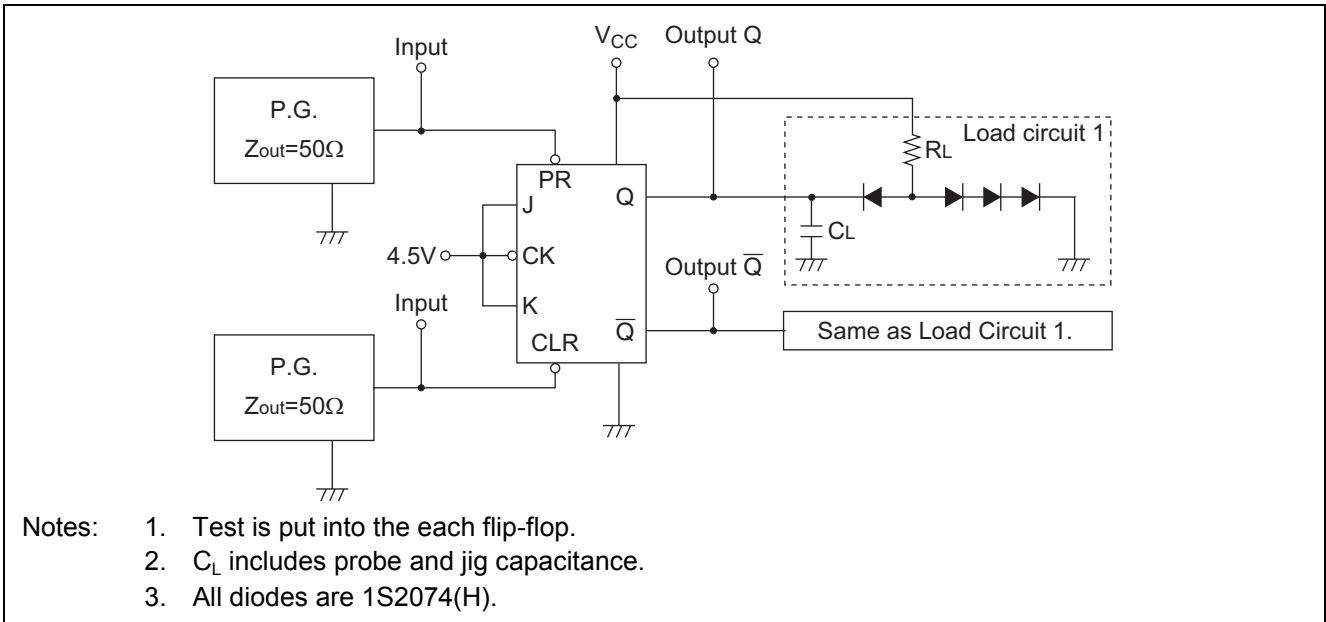 Input
VCC
Output Q
P.G.
Zout=50Ω
Load circuit 1
RL
PR
J
Q
CL
4.5V
CK
Output Q̅
Input
K
Q̅
Same as Load Circuit 1.
CLR
P.G.
Zout=50Ω
Notes: 1. Test is put into the each flip-flop.
2. CL includes probe and jig capacitance.
3. All diodes are 1S2074(H).